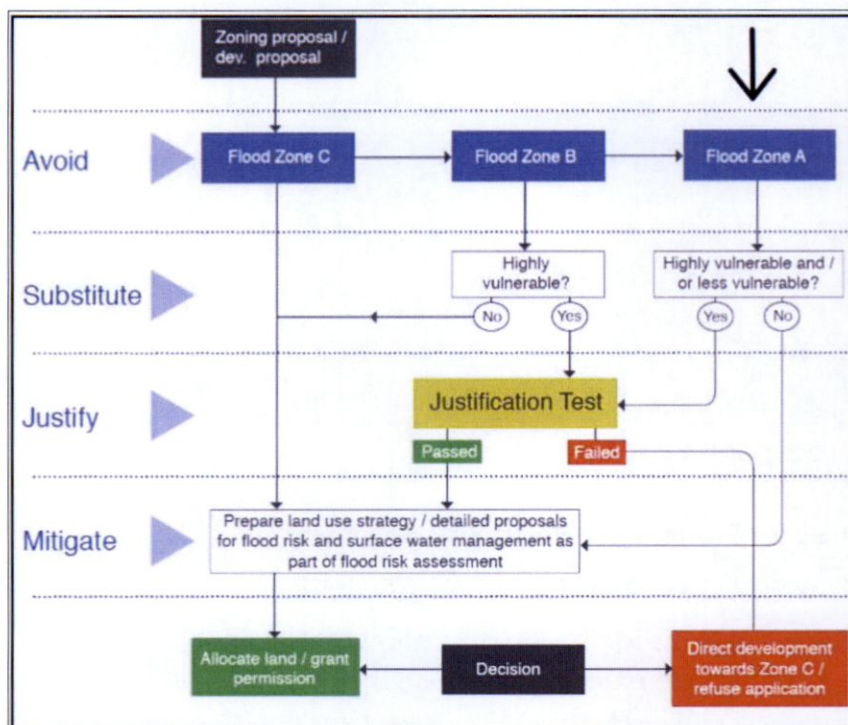 Zoning proposal /
dev. proposal
Avoid
Flood Zone C
Flood Zone B
Flood Zone A
Substitute
Highly
vulnerable?
Highly vulnerable and /
or less vulnerable?
No
Yes
Yes
No
Justify
Justification Test
Passed
Failed
Mitigate
Prepare land use strategy / detailed proposals
for flood risk and surface water management as
part of flood risk assessment
Allocate land / grant
permission
Decision
Direct development
towards Zone C /
refuse application